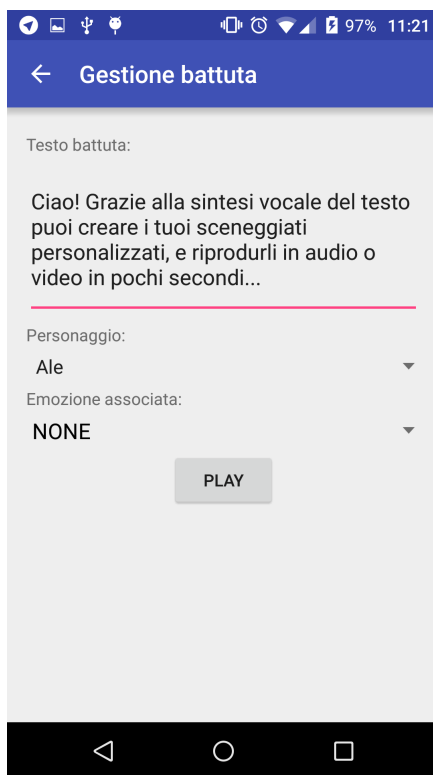 97% 11:21
Gestione battuta
Testo battuta:
Ciao! Grazie alla sintesi vocale del testo
puoi creare i tuoi sceneggiati
personalizzati, e riprodurli in audio o
video in pochi secondi...
Personaggio:
Ale
Emozione associata:
NONE
PLAY